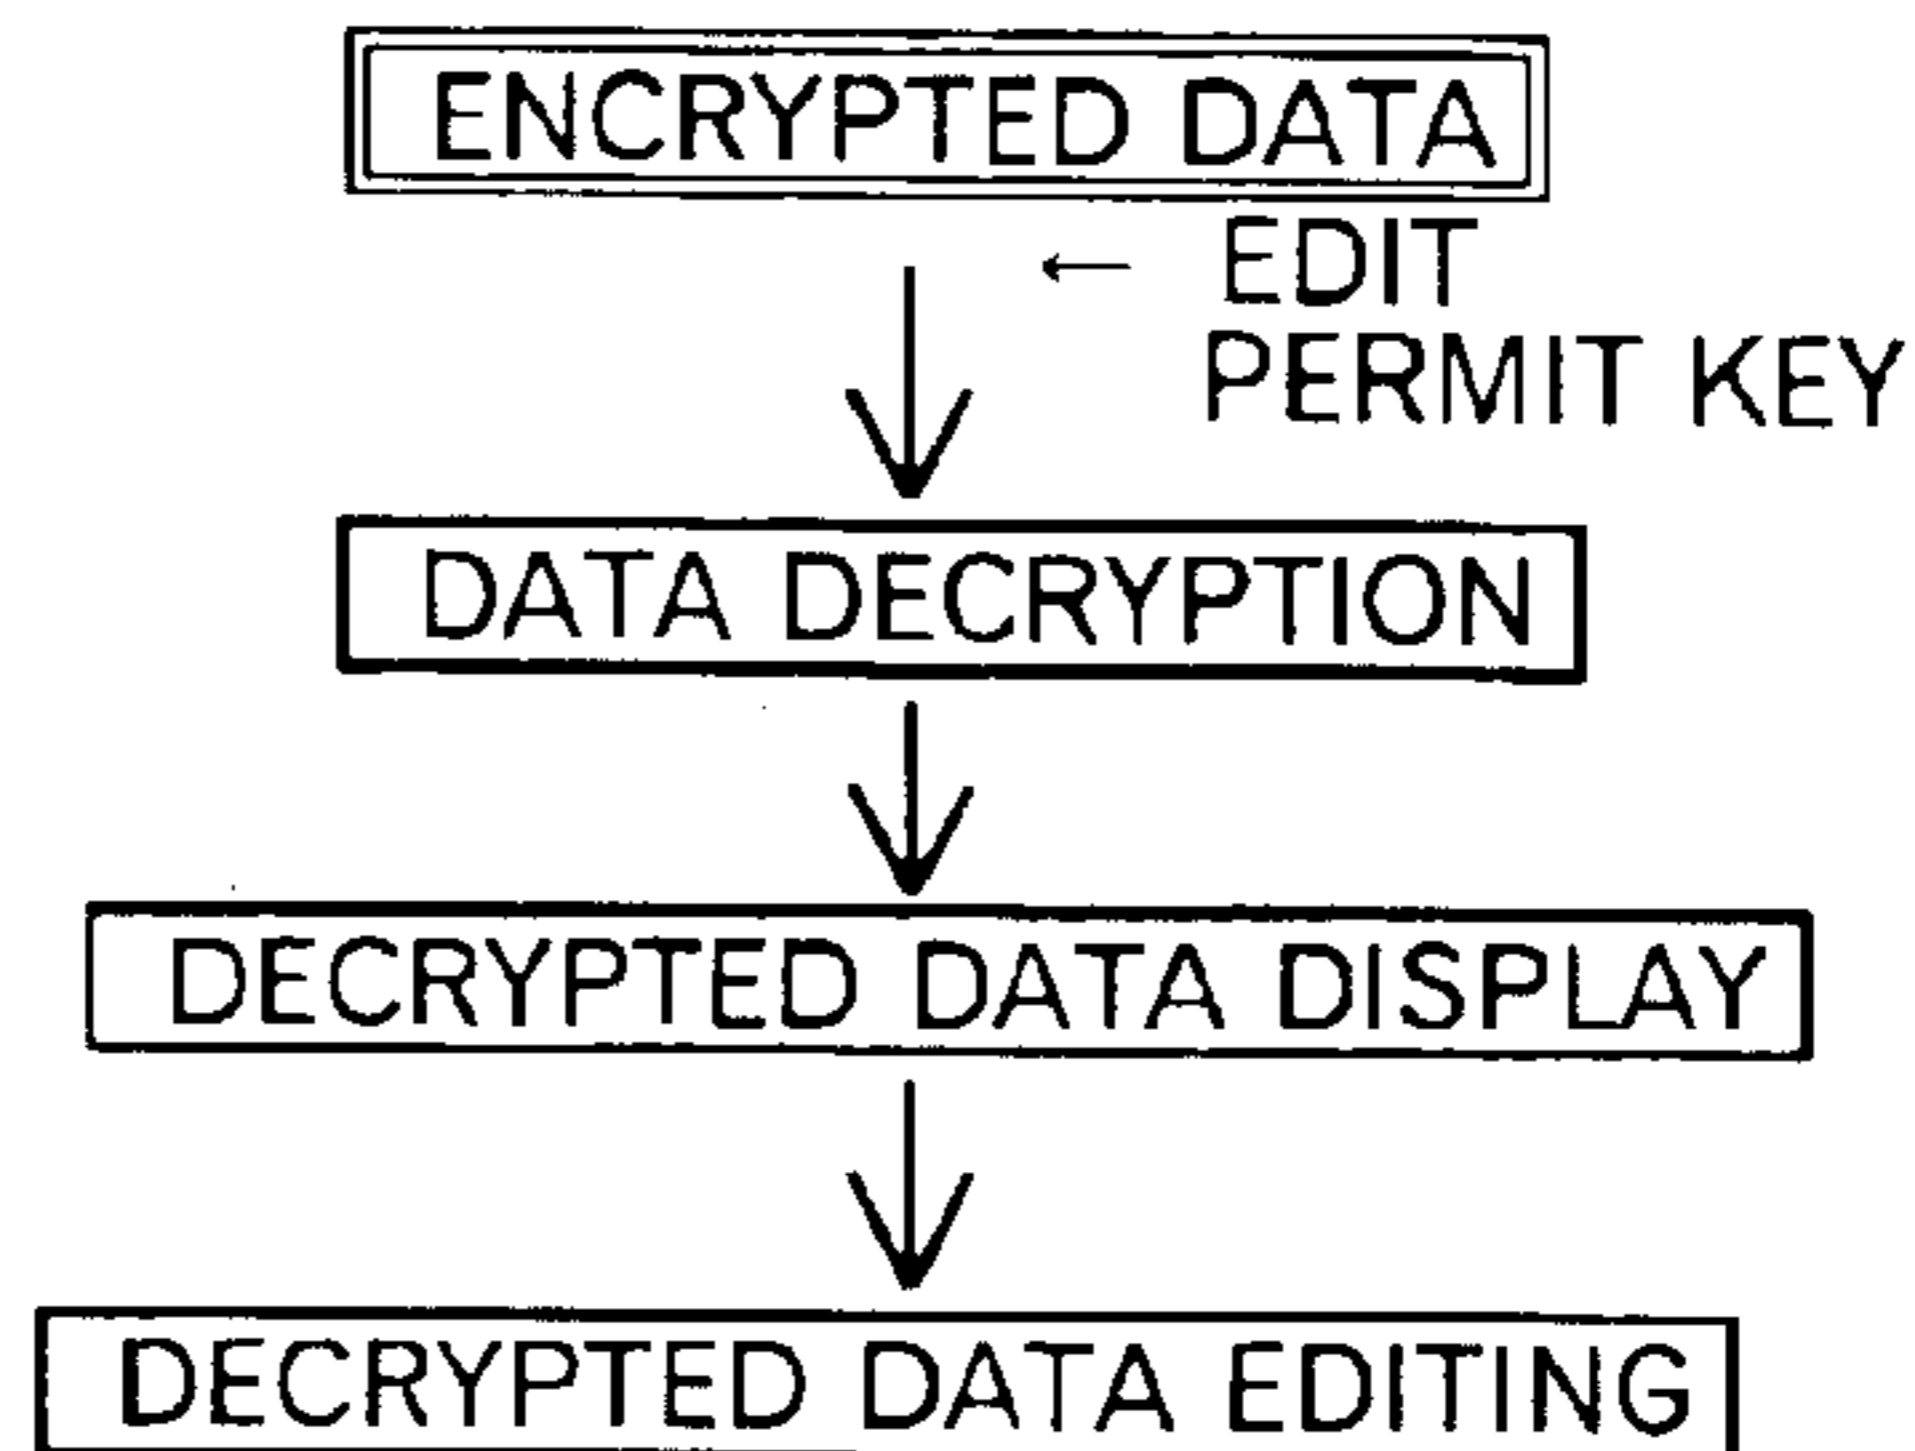 ENCRYPTED DATA
← EDIT
PERMIT KEY
DATA DECRYPTION
DECRYPTED DATA DISPLAY
DECRYPTED DATA EDITING